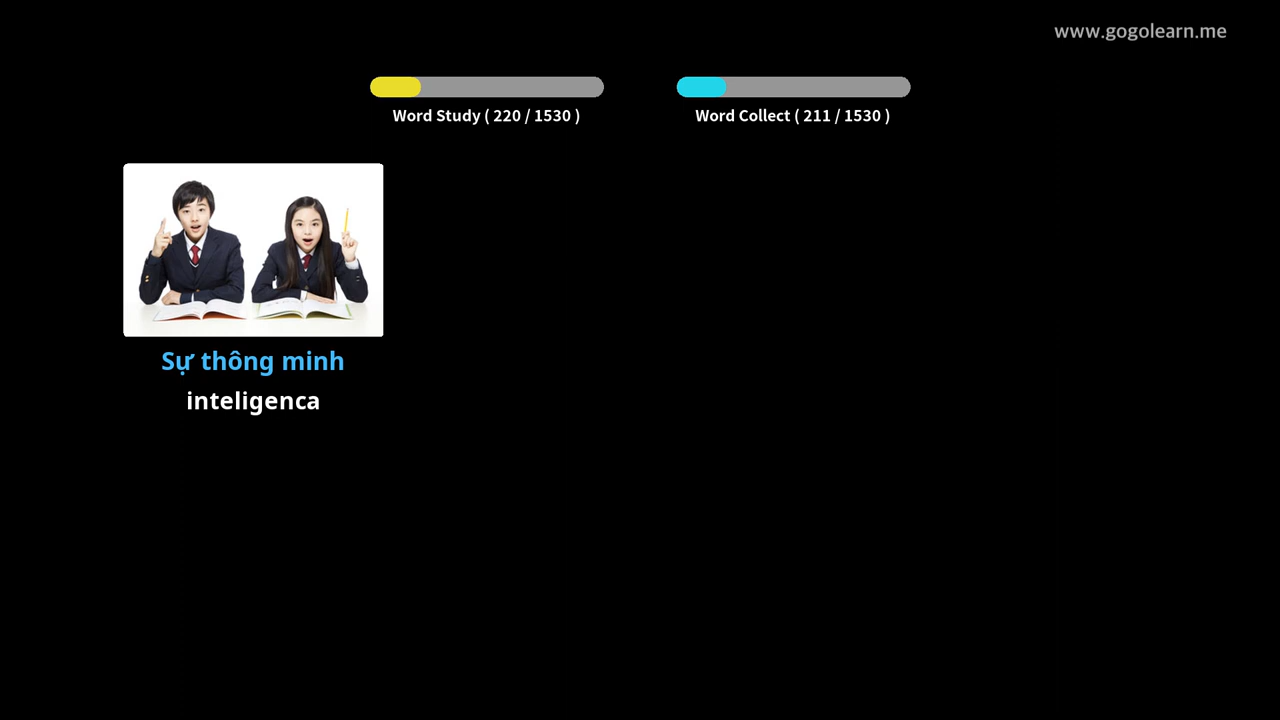 www.gogolearn.me
Word Study ( 220 / 1530 )
Word Collect ( 211 / 1530 )
Sự thông minh
inteligenca